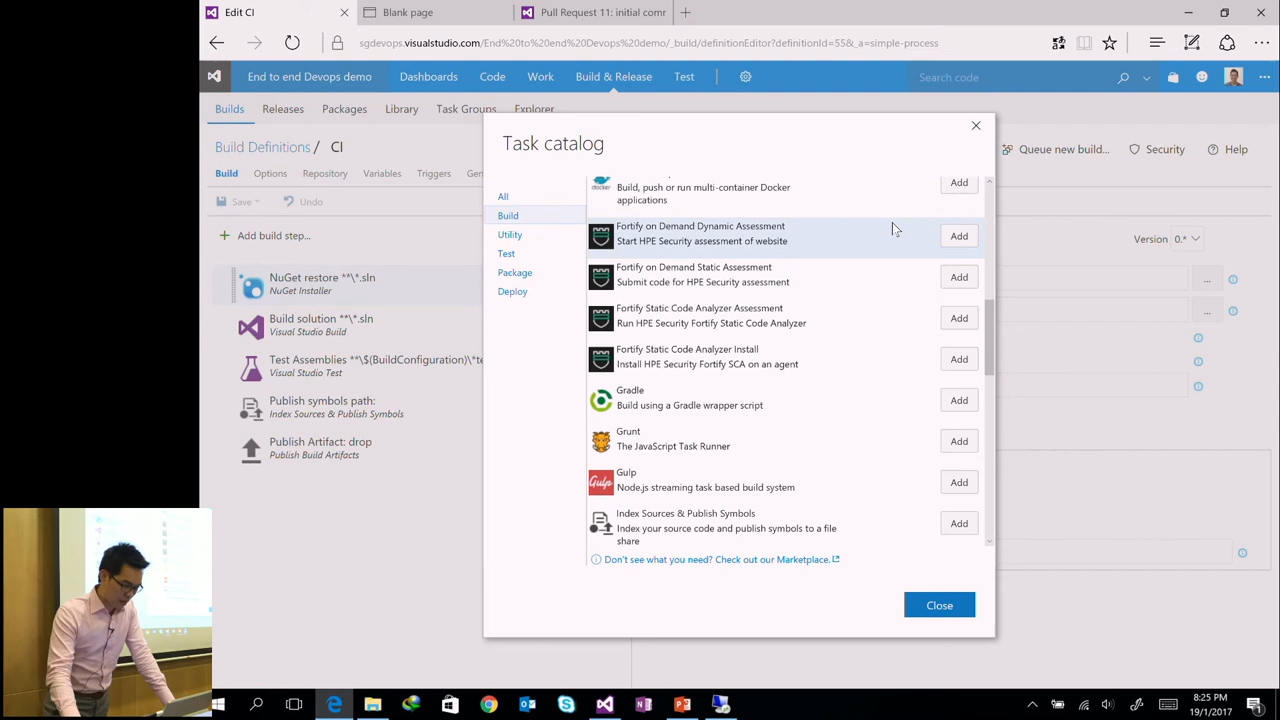 Edit CI
Blank page
Pull Request 11: initial comr
sgdevops.visualstudio.com/End%20to%20end%20Devops%20demo/_build/definitionEditor?definitionId=55&_a=simple-process
End to end Devops demo
Dashboards
Code
Work
Build & Release
Test
Search code
Builds
Releases
Packages
Library
Task Groups
Explorer
Build Definitions / CI
Queue new build...
Security
Help
Build
Options
Repository
Variables
Triggers
Gen
Save
Undo
Add build step...
Version 0.*
NuGet restore **\*.sln
NuGet Installer
Build solution **\*.sln
Visual Studio Build
Test Assemblies **\$(BuildConfiguration)\*te
Visual Studio Test
Publish symbols path:
Index Sources & Publish Symbols
Publish Artifact: drop
Publish Build Artifacts
Task catalog
All
Build
Utility
Test
Package
Deploy
docker
Build, push or run multi-container Docker
applications
Add
Fortify on Demand Dynamic Assessment
Start HPE Security assessment of website
Add
Fortify on Demand Static Assessment
Submit code for HPE Security assessment
Add
Fortify Static Code Analyzer Assessment
Run HPE Security Fortify Static Code Analyzer
Add
Fortify Static Code Analyzer Install
Install HPE Security Fortify SCA on an agent
Add
Gradle
Build using a Gradle wrapper script
Add
Grunt
The JavaScript Task Runner
Add
Gulp
Gulp
Node.js streaming task based build system
Add
Index Sources & Publish Symbols
Index your source code and publish symbols to a file
share
Add
Don't see what you need? Check out our Marketplace.
Close
8:25 PM
19/1/2017